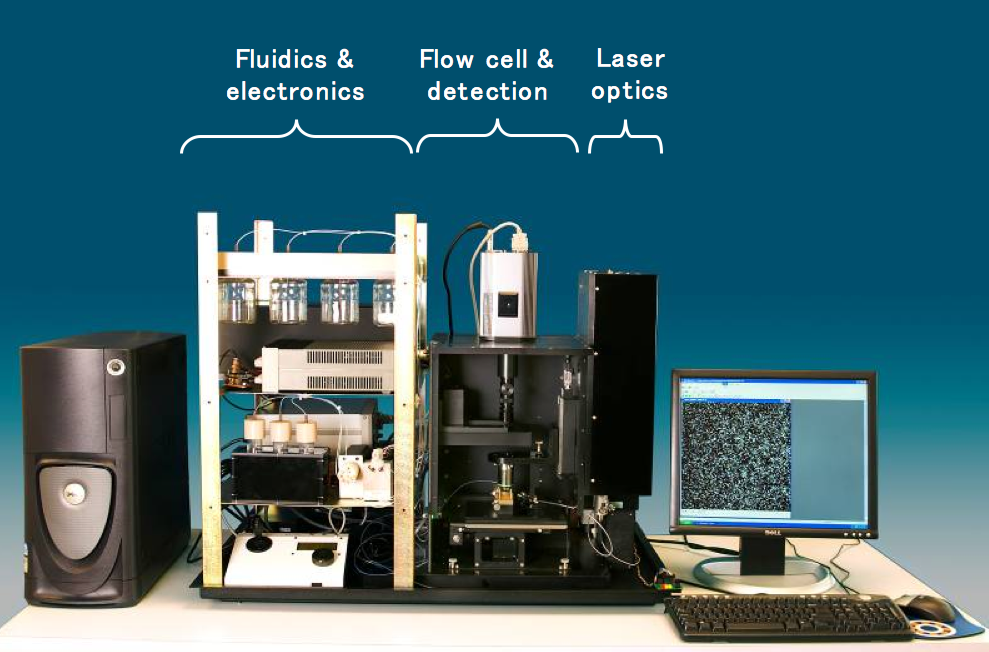 Fluidics &
electronics
Flow cell &
detection
Laser
optics
DELL